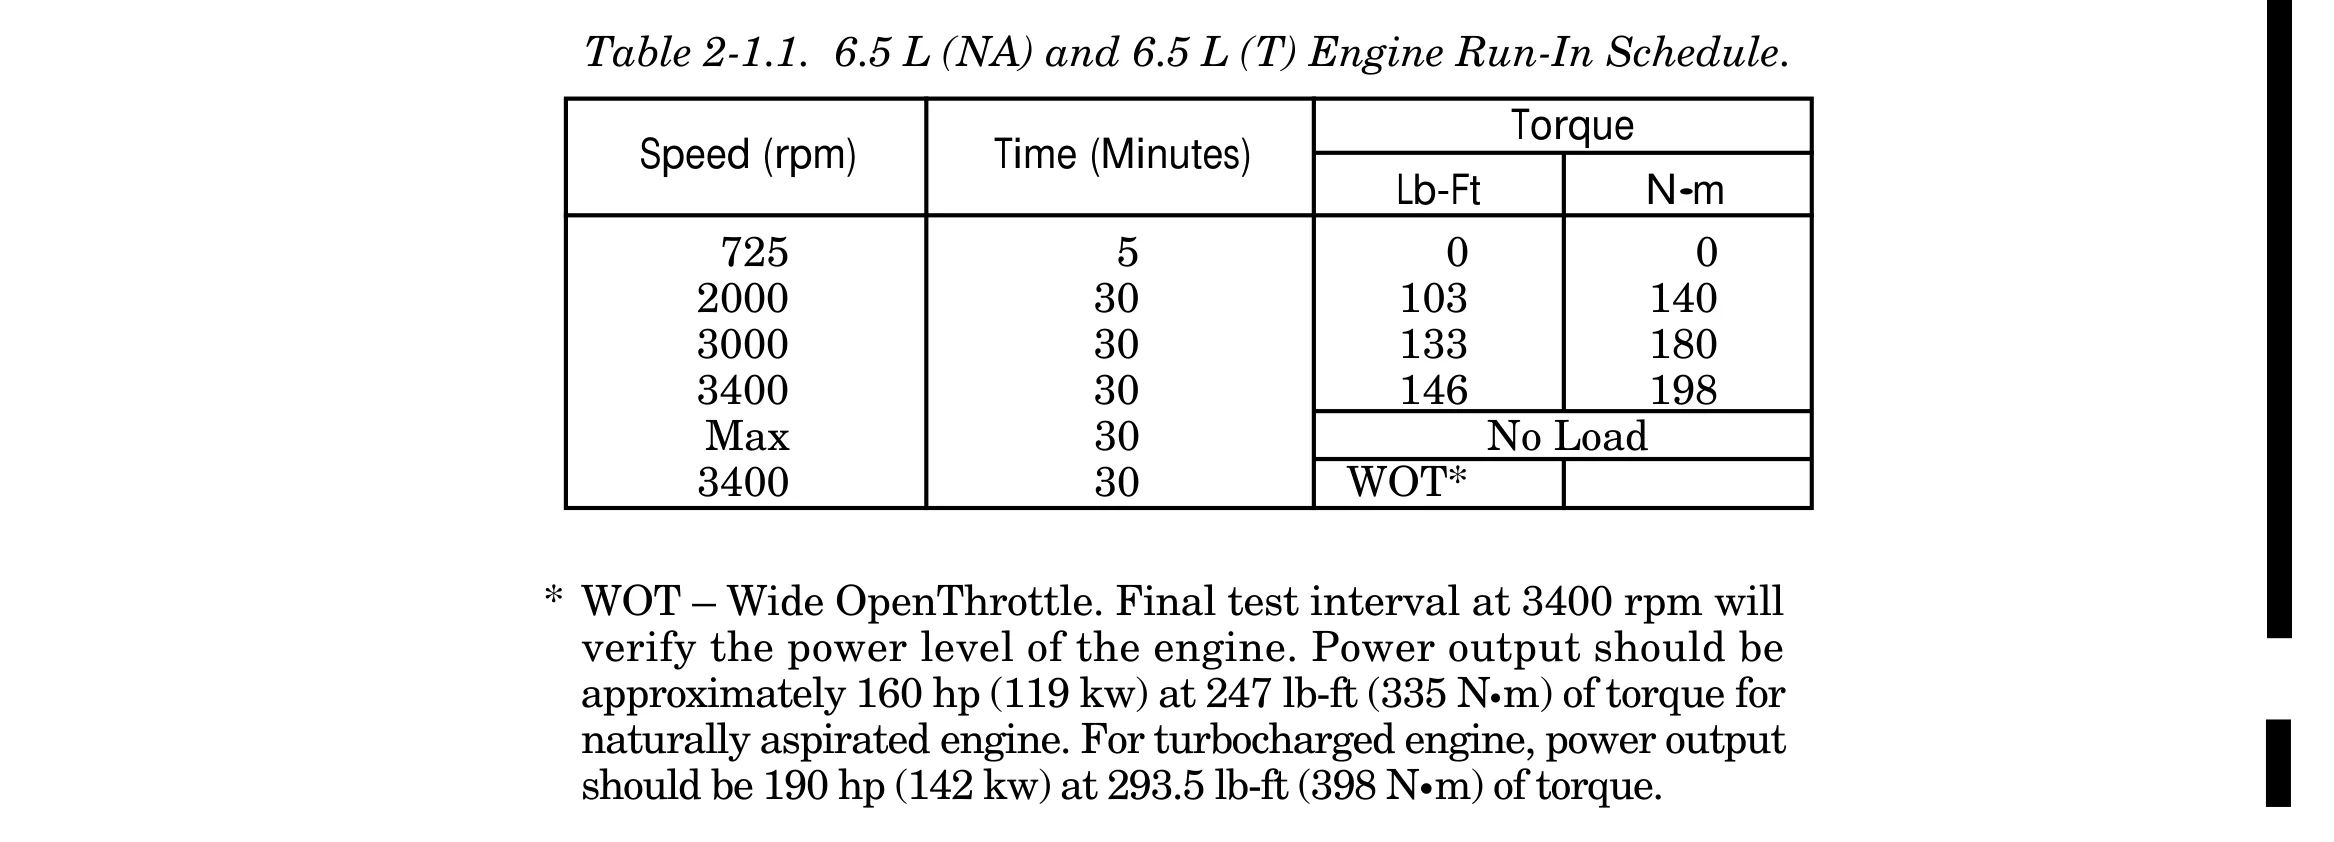 Table 2-1.1. 6.5 L (NA) and 6.5 L (T) Engine Run-In Schedule.
Speed (rpm) Time (Minutes) Torque
Lb-Ft N•m
725 5 0 0
2000 30 103 140
3000 30 133 180
3400 30 146 198
Max 30 No Load
3400 30 WOT*
* WOT – Wide OpenThrottle. Final test interval at 3400 rpm will
verify the power level of the engine. Power output should be
approximately 160 hp (119 kw) at 247 lb-ft (335 N•m) of torque for
naturally aspirated engine. For turbocharged engine, power output
should be 190 hp (142 kw) at 293.5 lb-ft (398 N•m) of torque.